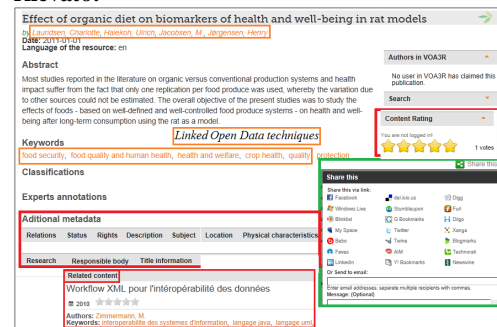 Effect of organic diet on biomarkers of health and well-being in rat models
by Lauridsen, Charlotte, Halekoh, Ulrich, Jacobsen, M., Jørgensen, Henry
Date: 2011-01-01
Language of the resource: en
Abstract
Most studies reported in the literature on organic versus conventional production systems and health
impact suffer from the fact that only one replication per food produce was used, whereby the variation due
to other sources could not be estimated. The overall objective of the present studies was to study the
effects of foods - based on well-defined and well-controlled food produce systems - on health and well-
being after long-term consumption using the rat as a model.
Linked Open Data techniques
Keywords
food security, food quality and human health, health and welfare, crop health, quality protection
Classifications
Experts annotations
Aditional metadata
Relations Status Rights Description Subject Location Physical characteristics
Research Responsible body Title information
Related content
Workflow XML pour l'intéropérabilité des données
2010
Authors: Zimmermann, M.
Keywords: interoperabilite des systemes d'information, langage java, langage uml
Authors in VOA3R
No user in VOA3R has claimed this
publication.
Search
Content Rating
You are not logged in!
1 votes
Share this
Share this
Share this via link:
Facebook del.icio.us Digg
Windows Live Stumbleupon Furl
Blinklist G Bookmarks Diigo
My Space Twitter Xanga
Bebo Twine Blogmarks
Faves AIM Technorati
LinkedIn Y! Bookmarks Newsvine
Or Send to email:
Enter email addresses: separate multiple recipients with commas.
Message: (Optional)